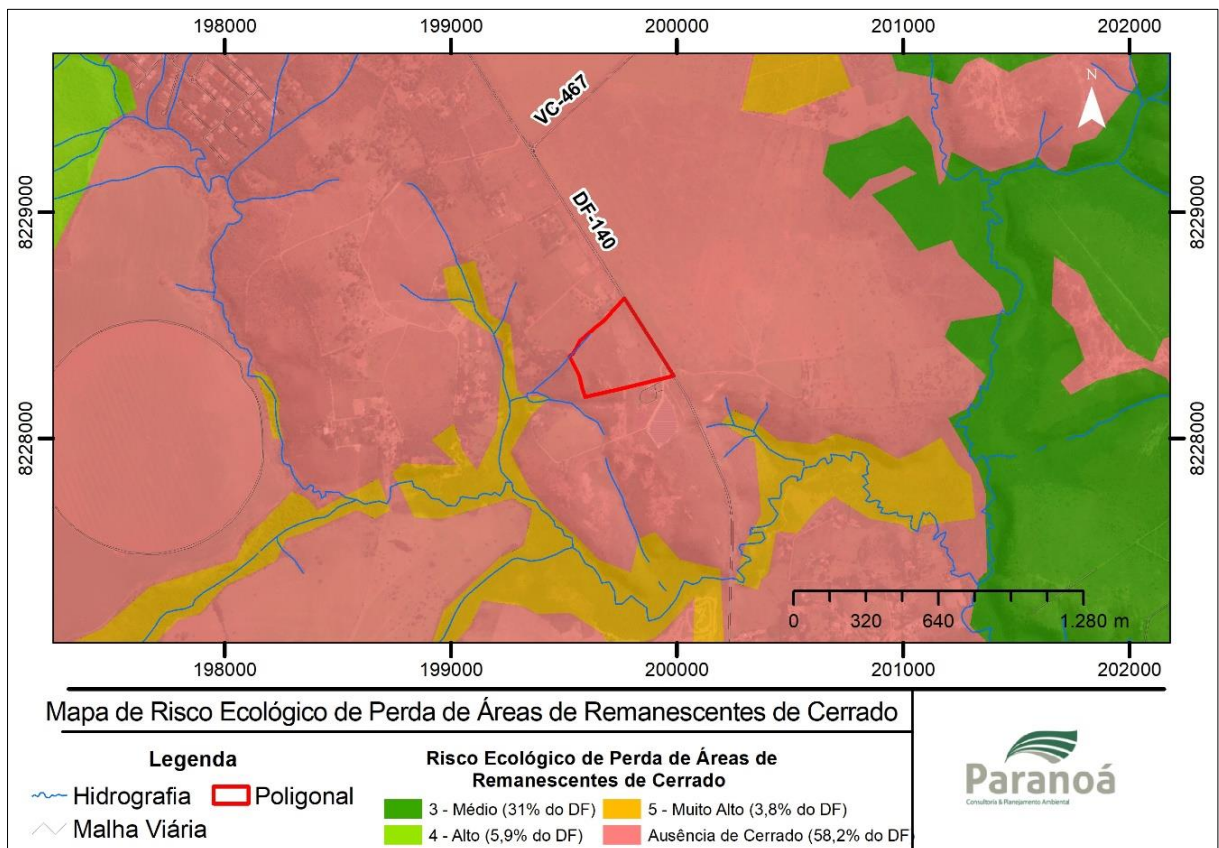 198000 199000 200000 201000 202000
VC-467
N
DF-140
8229000 8229000
8228000 8228000
0 320 640 1.280 m
198000 199000 200000 201000 202000
Mapa de Risco Ecológico de Perda de Áreas de Remanescentes de Cerrado
Legenda
Hidrografia Poligonal
Malha Viária
Risco Ecológico de Perda de Áreas de
Remanescentes de Cerrado
3 - Médio (31% do DF) 5 - Muito Alto (3,8% do DF)
4 - Alto (5,9% do DF) Ausência de Cerrado (58,2% do DF
Paranoá
Consultoria & Planejamento Ambiental